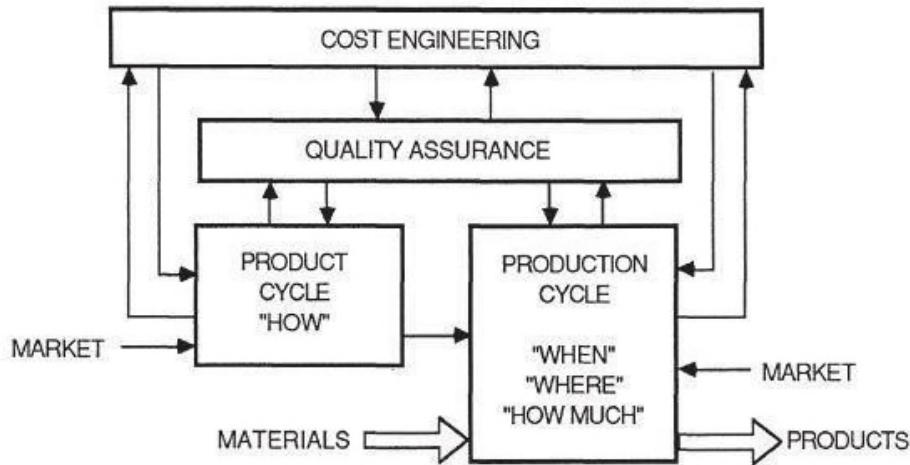 COST ENGINEERING
QUALITY ASSURANCE
PRODUCT
CYCLE
"HOW"
PRODUCTION
CYCLE
"WHEN"
"WHERE"
"HOW MUCH"
MARKET
MARKET
MATERIALS
PRODUCTS